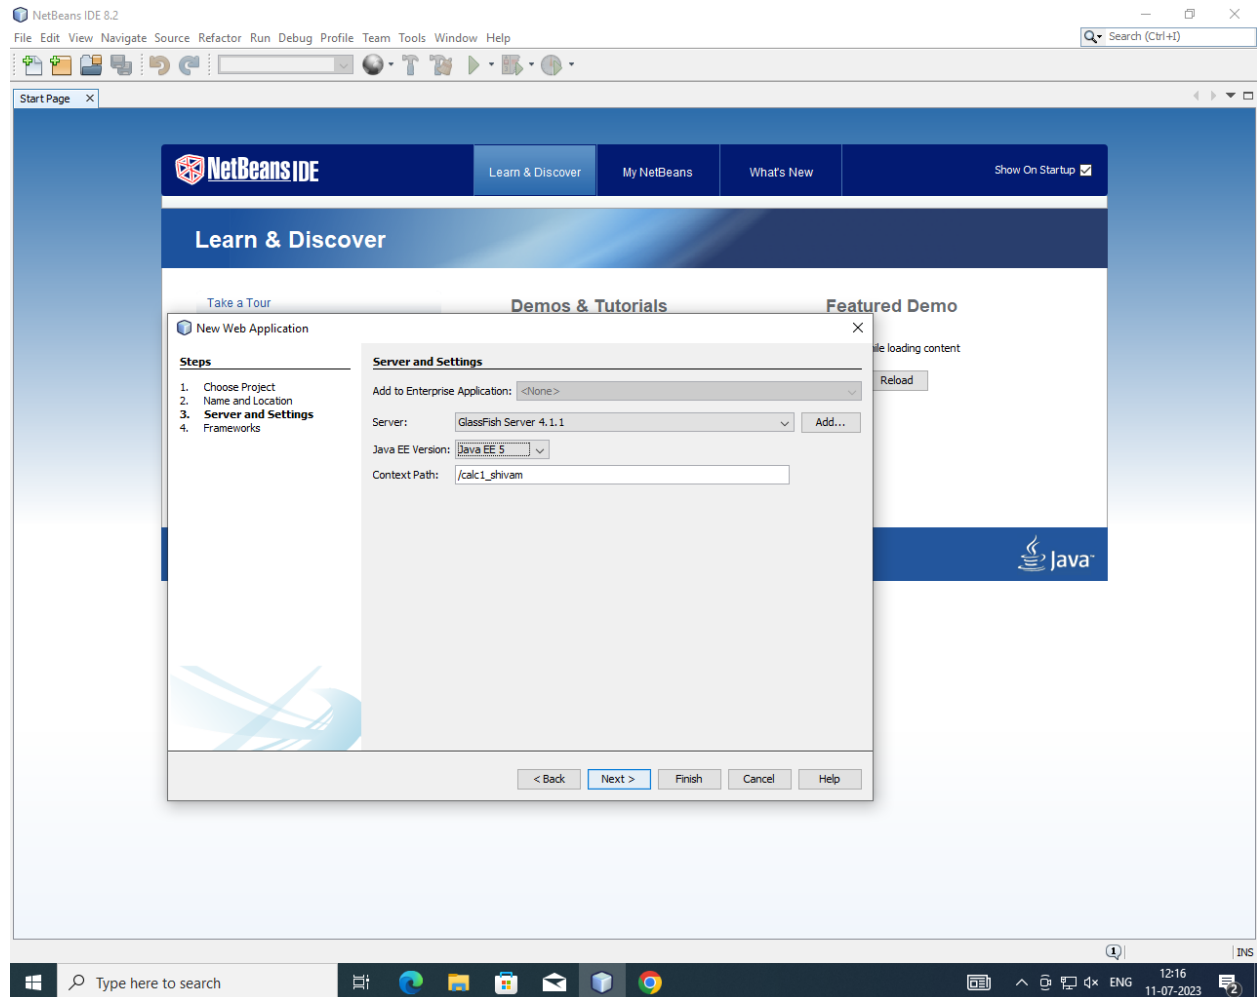 NetBeans IDE 8.2
File Edit View Navigate Source Refactor Run Debug Profile Team Tools Window Help
Search (Ctrl+I)
Start Page
NetBeans IDE
Learn & Discover
My NetBeans
What's New
Show On Startup
Learn & Discover
Take a Tour
Demos & Tutorials
Featured Demo
New Web Application
ile loading content
Reload
Steps
1. Choose Project
2. Name and Location
3. Server and Settings
4. Frameworks
Server and Settings
Add to Enterprise Application: <None>
Server: GlassFish Server 4.1.1 Add...
Java EE Version: Java EE 5
Context Path: /calc1_shivam
Java
< Back Next > Finish Cancel Help
1
INS
Type here to search
ENG
12:16
11-07-2023
2